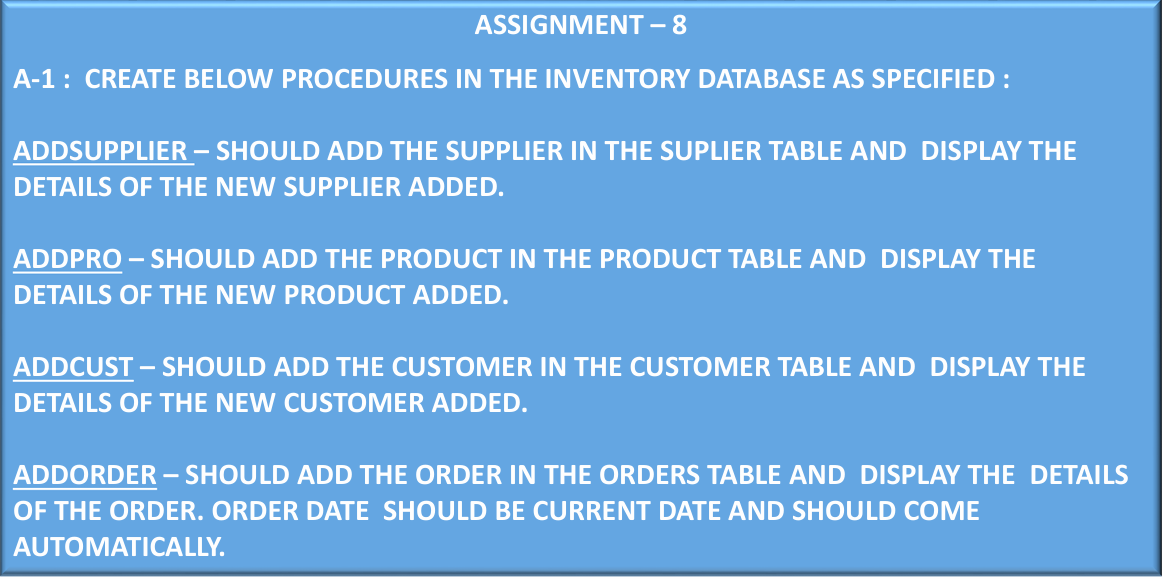 ASSIGNMENT – 8
A-1 :  CREATE BELOW PROCEDURES IN THE INVENTORY DATABASE AS SPECIFIED :
ADDSUPPLIER – SHOULD ADD THE SUPPLIER IN THE SUPLIER TABLE AND  DISPLAY THE
DETAILS OF THE NEW SUPPLIER ADDED.
ADDPRO – SHOULD ADD THE PRODUCT IN THE PRODUCT TABLE AND  DISPLAY THE
DETAILS OF THE NEW PRODUCT ADDED.
ADDCUST – SHOULD ADD THE CUSTOMER IN THE CUSTOMER TABLE AND  DISPLAY THE
DETAILS OF THE NEW CUSTOMER ADDED.
ADDORDER – SHOULD ADD THE ORDER IN THE ORDERS TABLE AND  DISPLAY THE  DETAILS
OF THE ORDER. ORDER DATE  SHOULD BE CURRENT DATE AND SHOULD COME
AUTOMATICALLY.